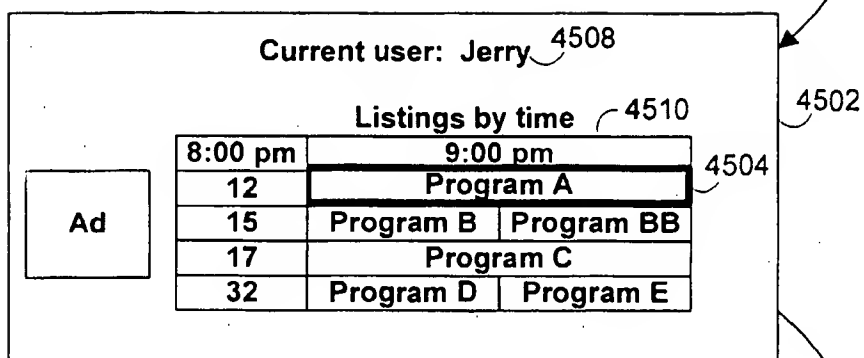 Current user: Jerry 4508
Listings by time 4510
4502
8:00 pm 9:00 pm
4504
12 Program A
Ad
15 Program B Program BB
17 Program C
32 Program D Program E